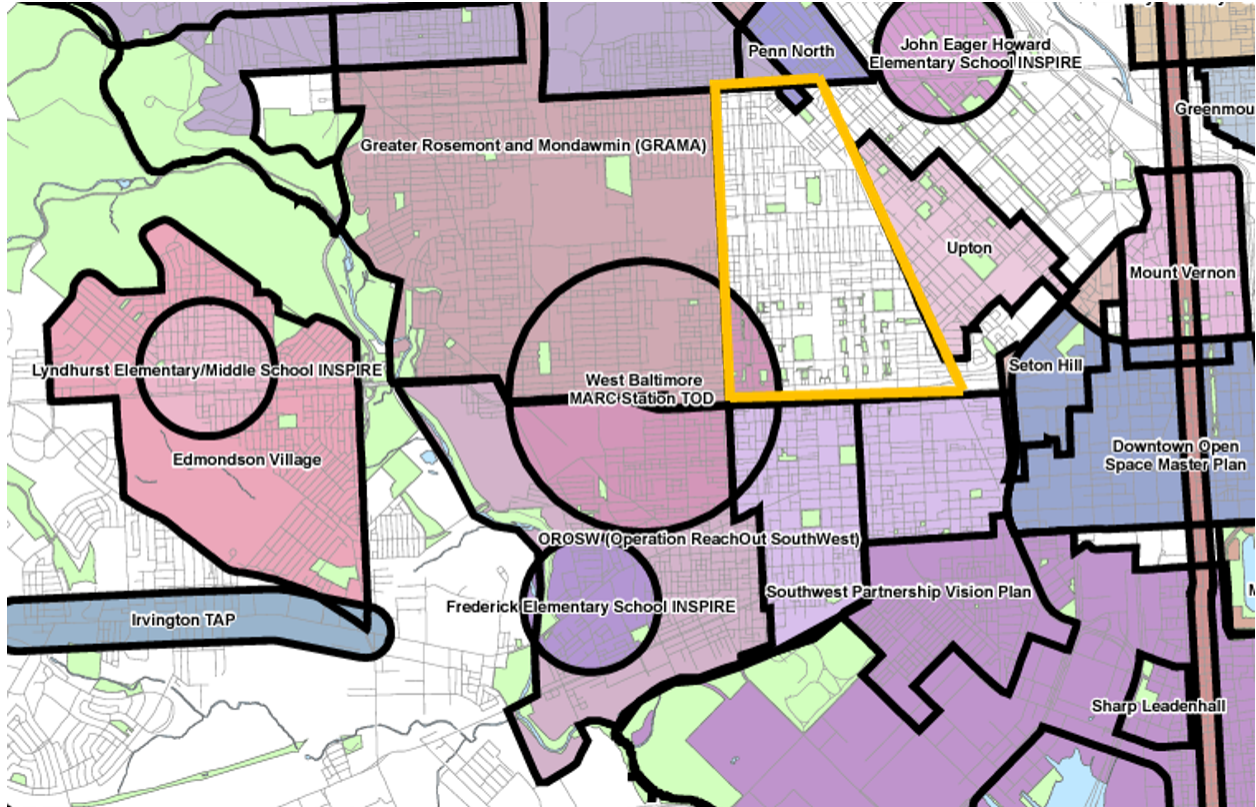 Penn North
John Eager Howard
Elementary School INSPIRE
Greater Rosemont and Mondawmin (GRAMA)
Upton
Mount Vernon
Lyndhurst Elementary/Middle School INSPIRE
West Baltimore
MARC Station TOD
Seton Hill
Edmondson Village
Downtown Open
Space Master Plan
OROSW (Operation ReachOut SouthWest)
Southwest Partnership Vision Plan
Frederick Elementary School INSPIRE
Irvington TAP
Sharp Leadenhall